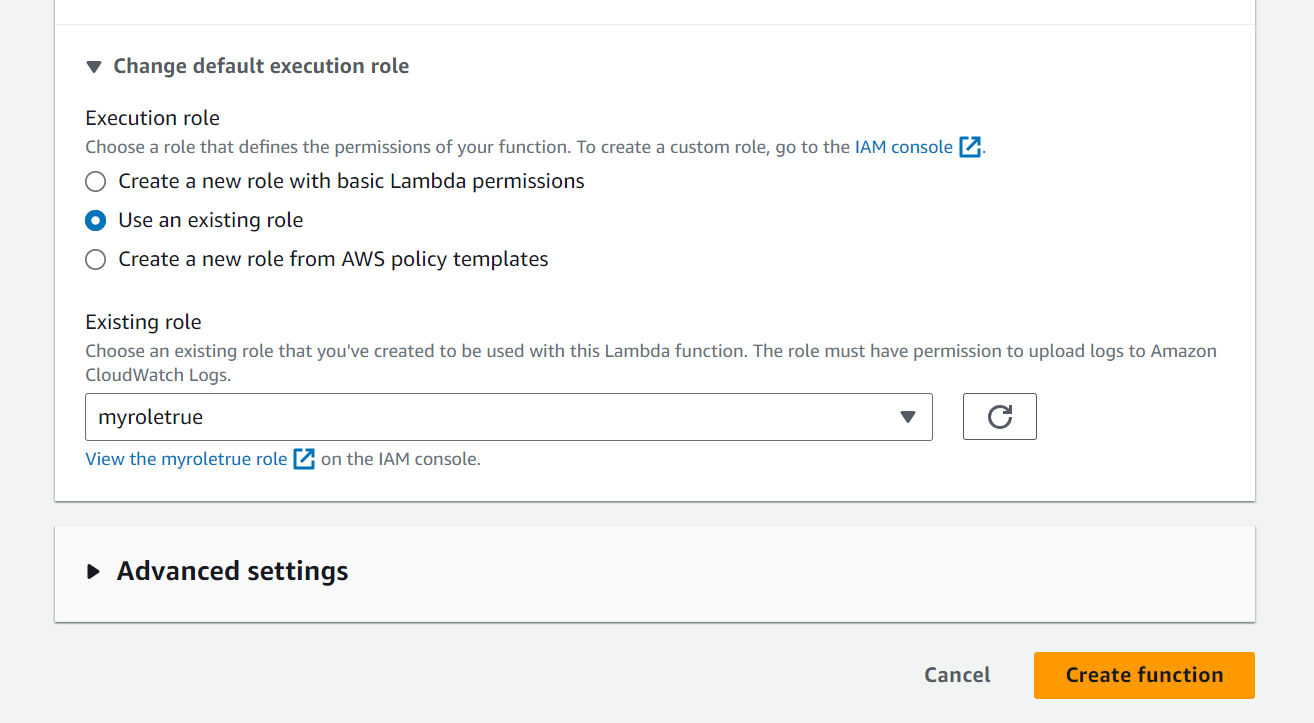 Change default execution role
Execution role
Choose a role that defines the permissions of your function. To create a custom role, go to the IAM console.
Create a new role with basic Lambda permissions
Use an existing role
Create a new role from AWS policy templates
Existing role
Choose an existing role that you've created to be used with this Lambda function. The role must have permission to upload logs to Amazon
CloudWatch Logs.
myroletrue
View the myroletrue role on the IAM console.
Advanced settings
Cancel
Create function